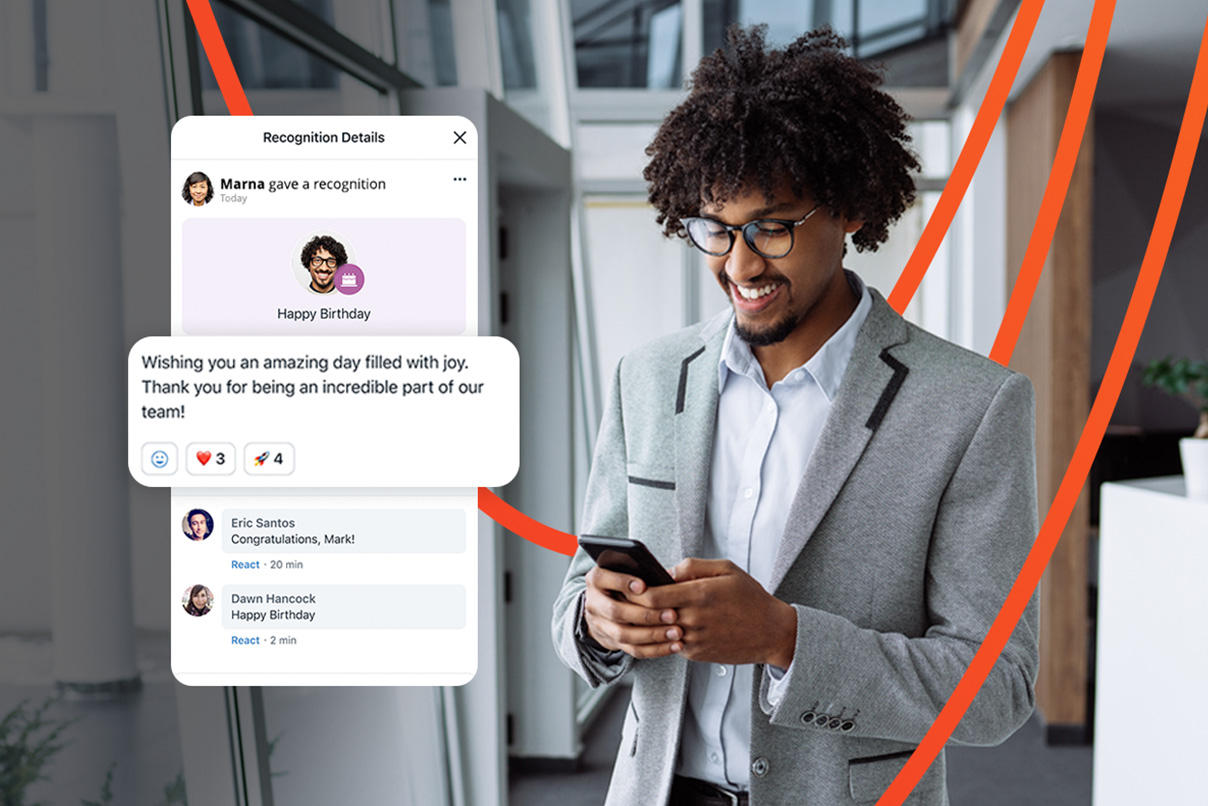 Recognition Details
Marna gave a recognition
Today
Happy Birthday
Wishing you an amazing day filled with joy.
Thank you for being an incredible part of our
team!
❤️ 3 🚀 4
Eric Santos
Congratulations, Mark!
React · 20 min
Dawn Hancock
Happy Birthday
React · 2 min